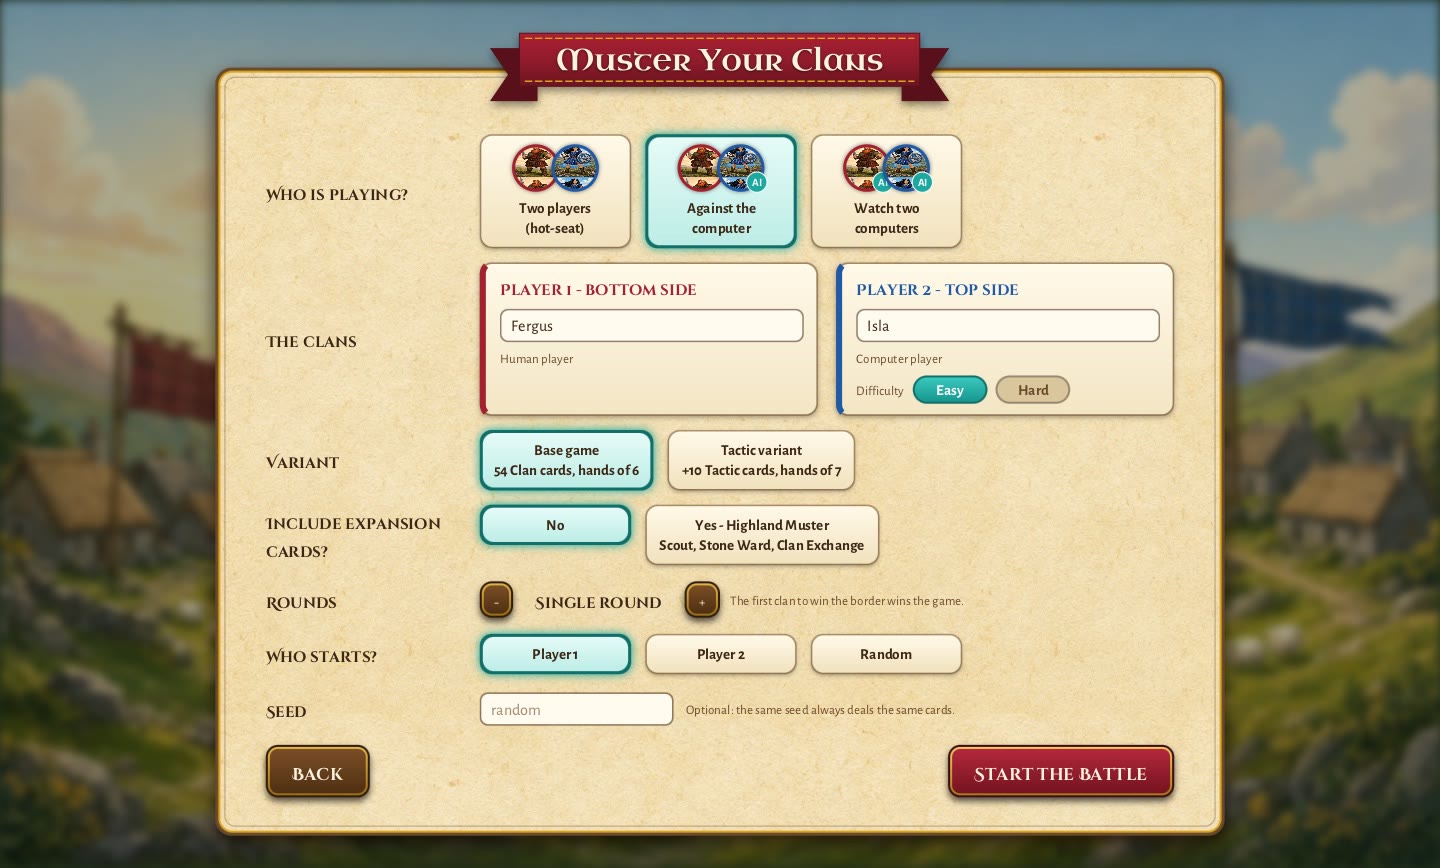 Muster Your Clans
Who is playing?
Two players
(hot-seat)
AI
Against the
computer
AI
AI
Watch two
computers
The clans
Player 1 - Bottom side
Fergus
Human player
Player 2 - Top side
Isla
Computer player
Difficulty
Easy
Hard
Variant
Base game
54 Clan cards, hands of 6
Tactic variant
+10 Tactic cards, hands of 7
Include expansion
cards?
No
Yes - Highland Muster
Scout, Stone Ward, Clan Exchange
Rounds
-
Single round
+
The first clan to win the border wins the game.
Who starts?
Player 1
Player 2
Random
Seed
random
Optional: the same seed always deals the same cards.
Back
Start the Battle